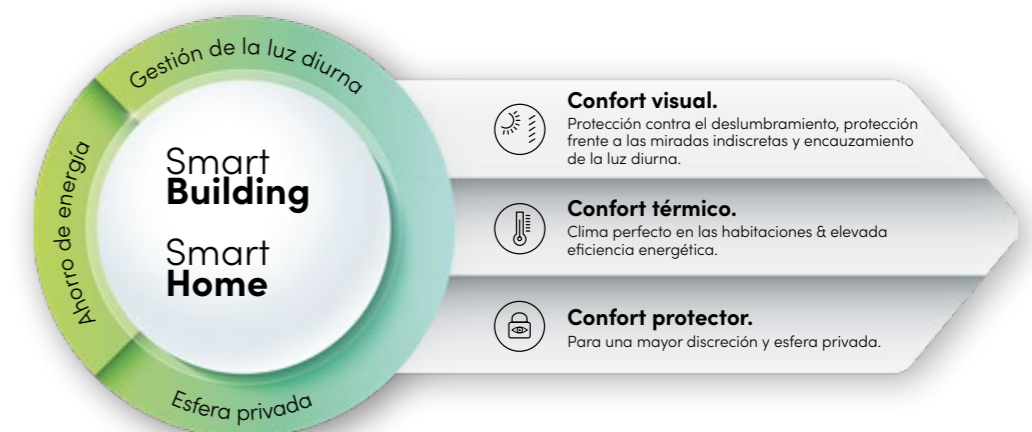 Gestión de la luz diurna
Ahorro de energía
Esfera privada
Smart
Building
Smart
Home
Confort visual.
Protección contra el deslumbramiento, protección
frente a las miradas indiscretas y encauzamiento
de la luz diurna.
Confort térmico.
Clima perfecto en las habitaciones & elevada
eficiencia energética.
Confort protector.
Para una mayor discreción y esfera privada.